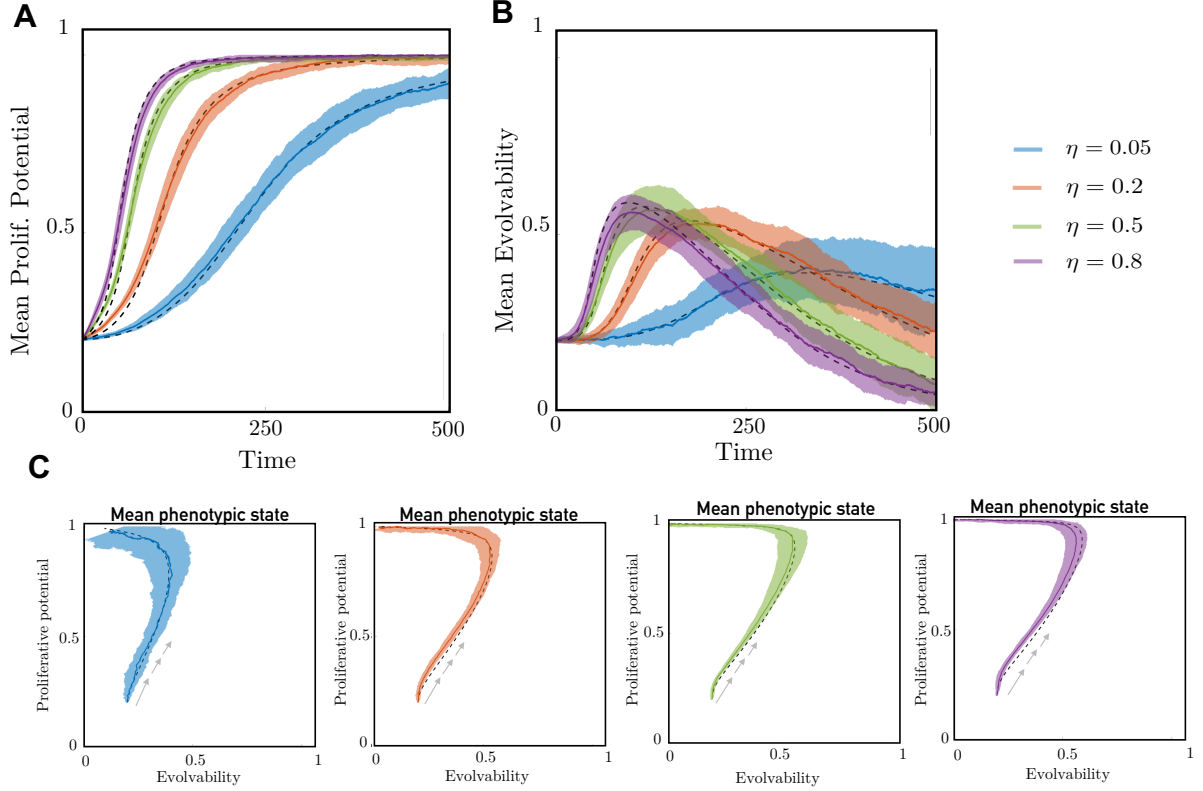 A
B
1
0.5
0
0
250
500
Mean Prolif. Potential
Time
1
0.5
0
0
250
500
Mean Evolvability
Time
η = 0.05
η = 0.2
η = 0.5
η = 0.8
C
Mean phenotypic state
1
0.5
0
0
0.5
1
Proliferative potential
Evolvability
Mean phenotypic state
1
0.5
0
0
0.5
1
Proliferative potential
Evolvability
Mean phenotypic state
1
0.5
0
0
0.5
1
Proliferative potential
Evolvability
Mean phenotypic state
1
0.5
0
0
0.5
1
Proliferative potential
Evolvability